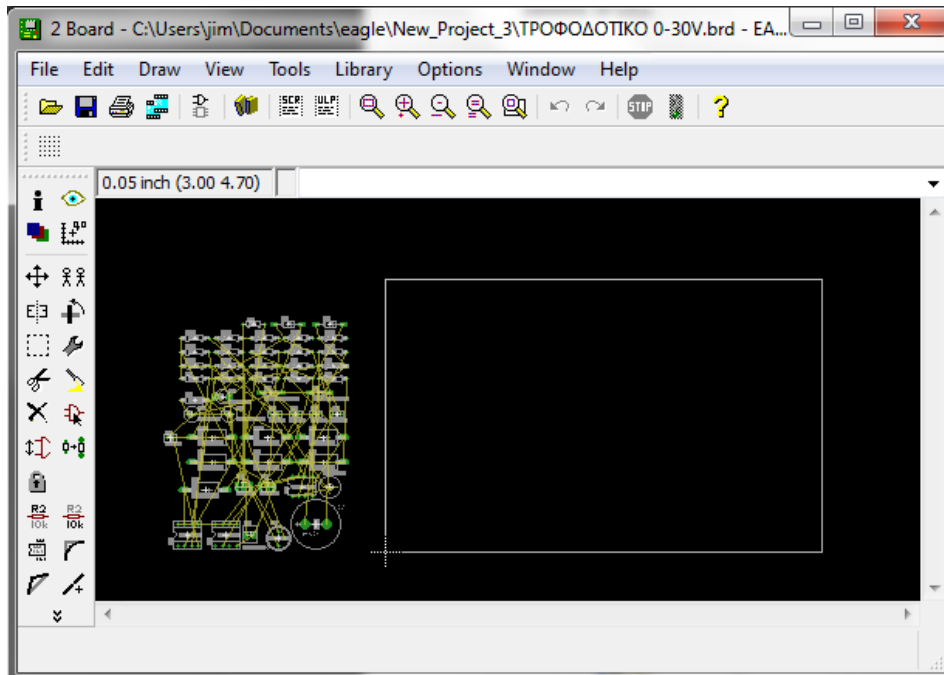 2 Board - C:\Users\jim\Documents\eagle\New_Project_3\ΤΡΟΦΟΔΟΤΙΚΟ 0-30V.brd - EA...
File Edit Draw View Tools Library Options Window Help
SCR ULP STOP ?
0.05 inch (3.00 4.70)
R2 R2
10k 10k